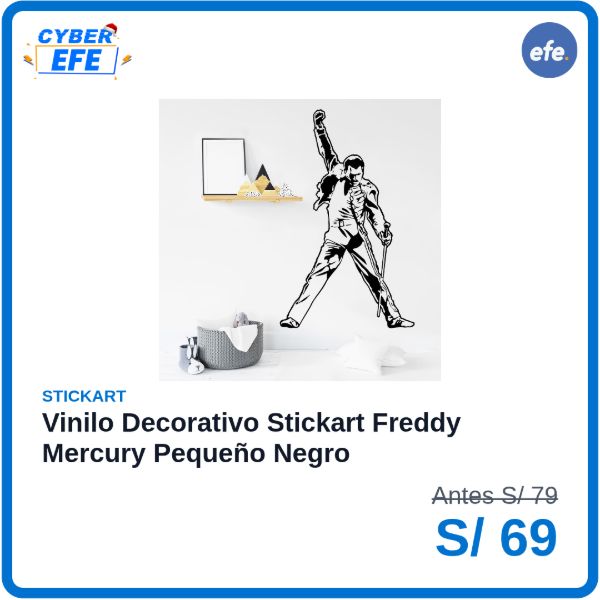 CYBER
EFE
efe.
STICKART
Vinilo Decorativo Stickart Freddy
Mercury Pequeño Negro
Antes S/ 79
S/ 69